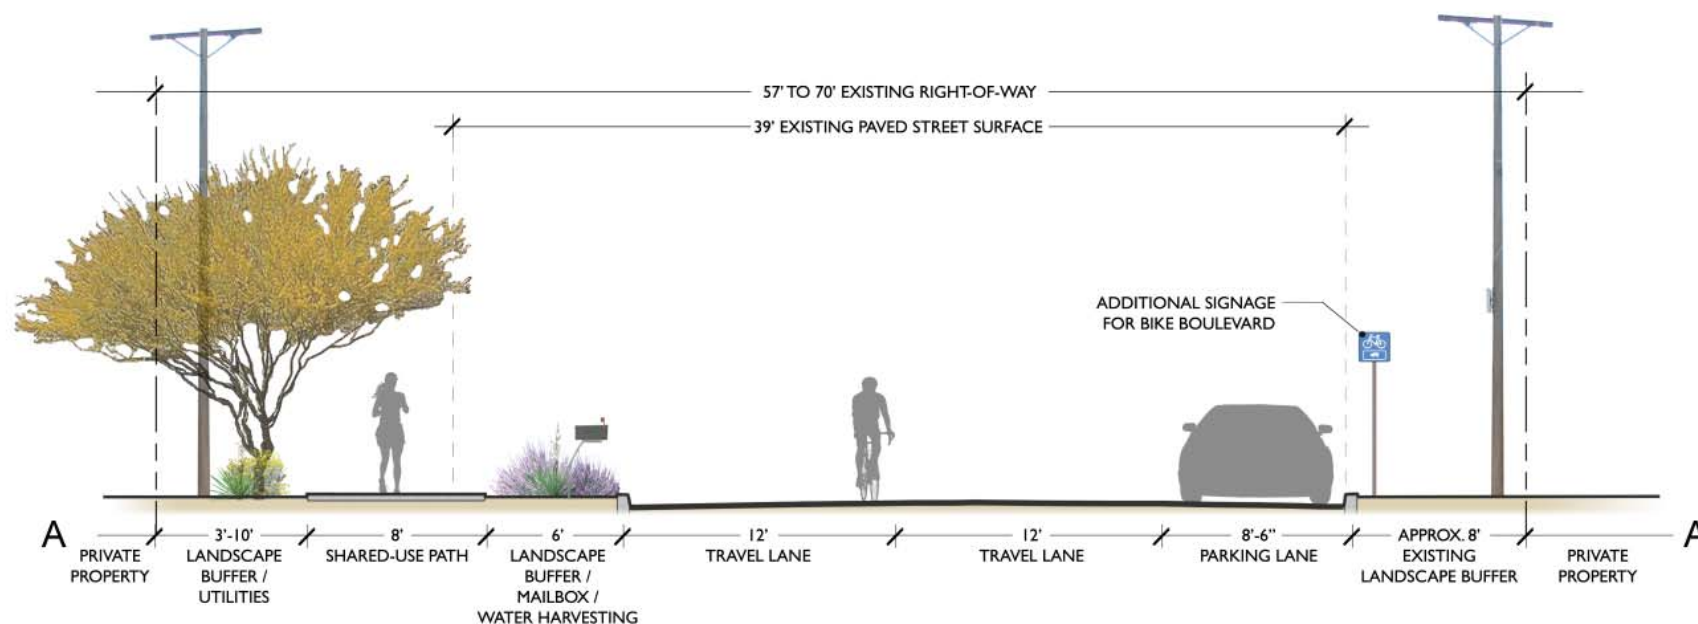 57' TO 70' EXISTING RIGHT-OF-WAY
39' EXISTING PAVED STREET SURFACE
ADDITIONAL SIGNAGE
FOR BIKE BOULEVARD
A
PRIVATE
PROPERTY
3'-10'
LANDSCAPE
BUFFER /
UTILITIES
8'
SHARED-USE PATH
6'
LANDSCAPE
BUFFER /
MAILBOX /
WATER HARVESTING
12'
TRAVEL LANE
12'
TRAVEL LANE
8'-6"
PARKING LANE
APPROX. 8'
EXISTING
LANDSCAPE BUFFER
PRIVATE
PROPERTY
A